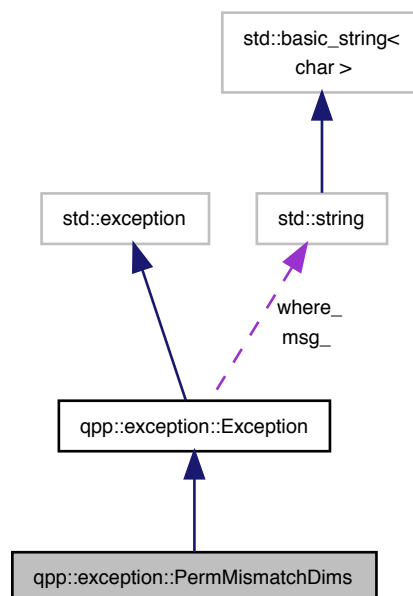 std::basic_string<
char >
std::exception
std::string
where_
msg_
qpp::exception::Exception
qpp::exception::PermMismatchDims